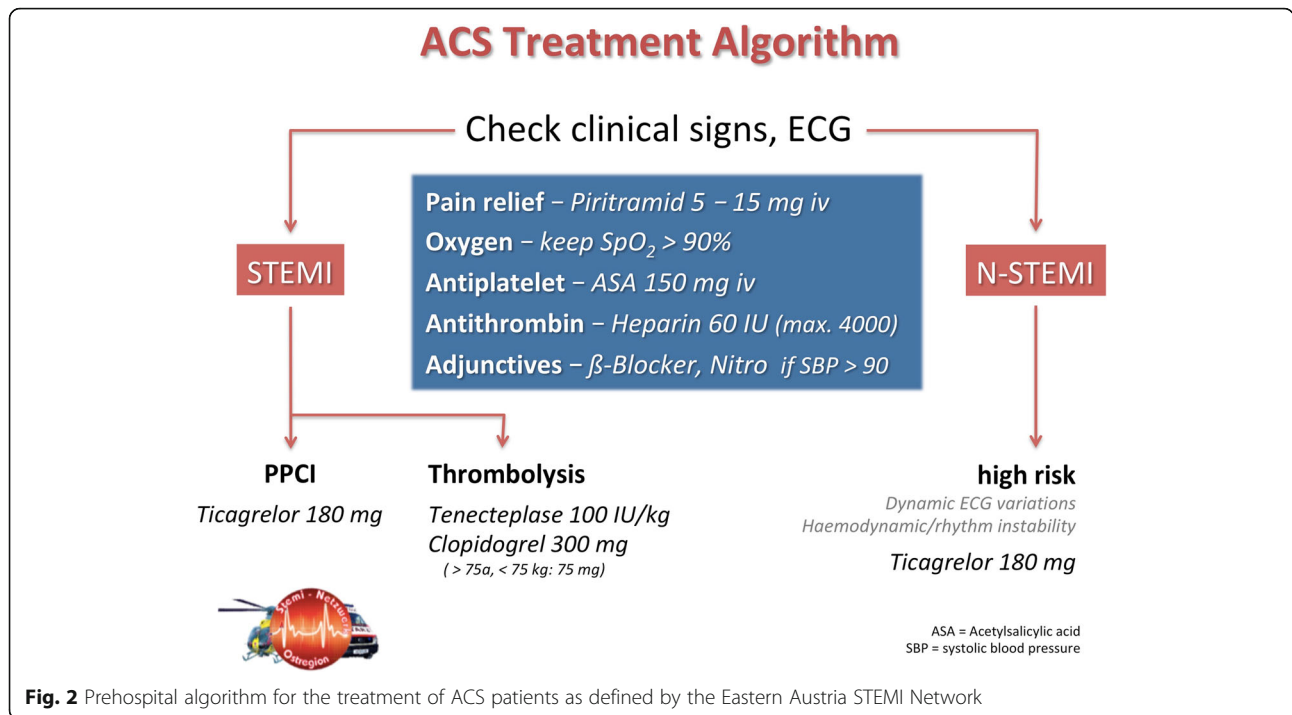 ACS Treatment Algorithm
Check clinical signs, ECG
Pain relief – Piritramid 5 – 15 mg iv
Oxygen – keep SpO₂ > 90%
Antiplatelet – ASA 150 mg iv
Antithrombin – Heparin 60 IU (max. 4000)
Adjunctives – ß-Blocker, Nitro if SBP > 90
STEMI
N-STEMI
PPCI
Ticagrelor 180 mg
Thrombolysis
Tenecteplase 100 IU/kg
Clopidogrel 300 mg
( > 75a, < 75 kg: 75 mg)
high risk
Dynamic ECG variations
Haemodynamic/rhythm instability
Ticagrelor 180 mg
Stemi - Netzwerk
Ostregion
ASA = Acetylsalicylic acid
SBP = systolic blood pressure
Fig. 2 Prehospital algorithm for the treatment of ACS patients as defined by the Eastern Austria STEMI Network